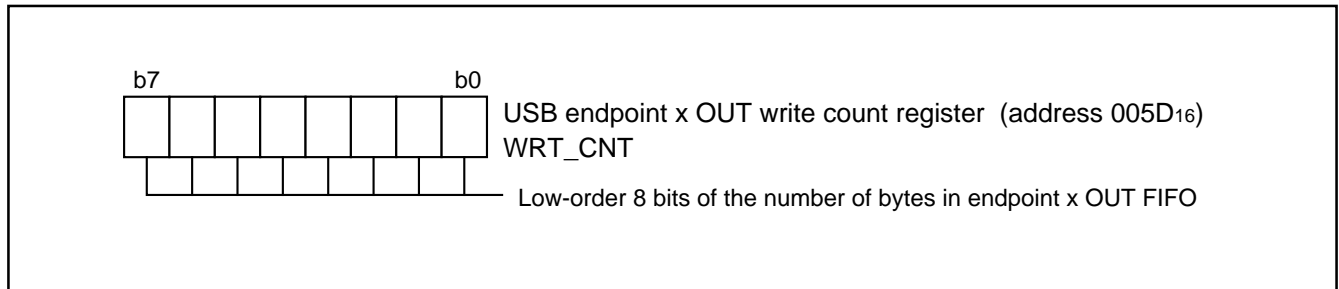 b7 b0
USB endpoint x OUT write count register (address 005D16)
WRT_CNT
Low-order 8 bits of the number of bytes in endpoint x OUT FIFO